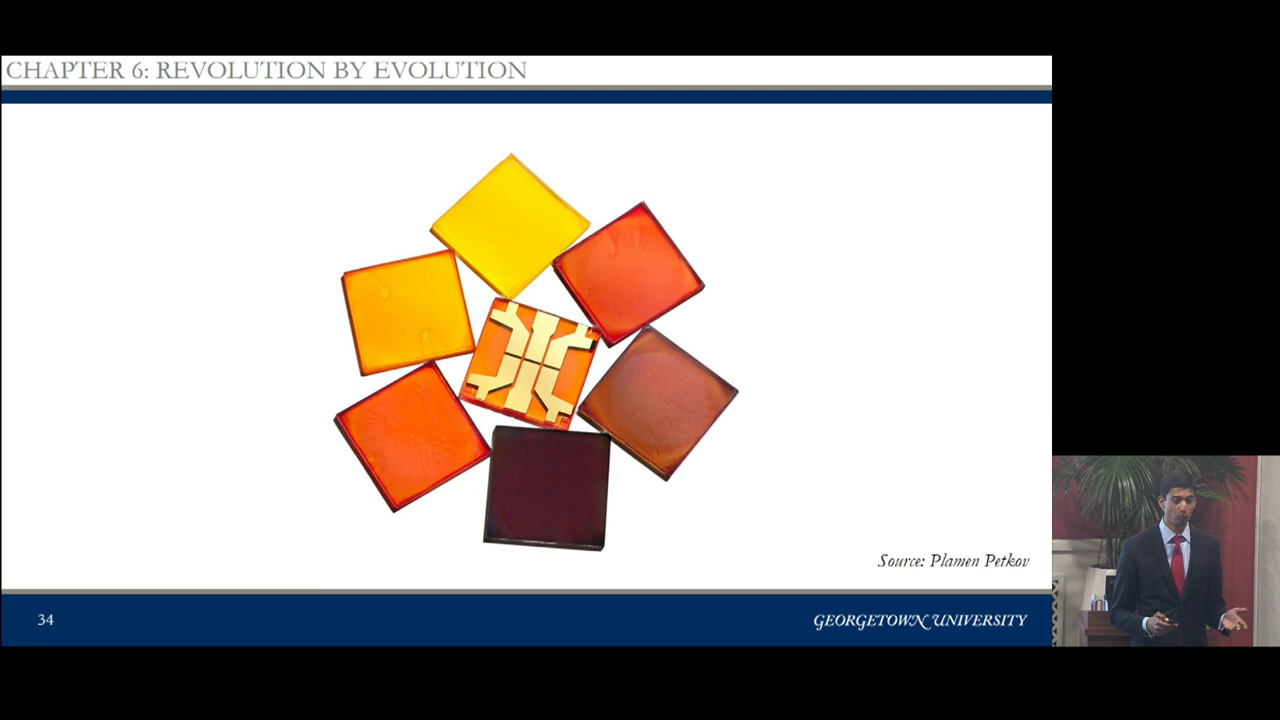 CHAPTER 6: REVOLUTION BY EVOLUTION
Source: Plamen Petkov
34
GEORGETOWN UNIVERSITY